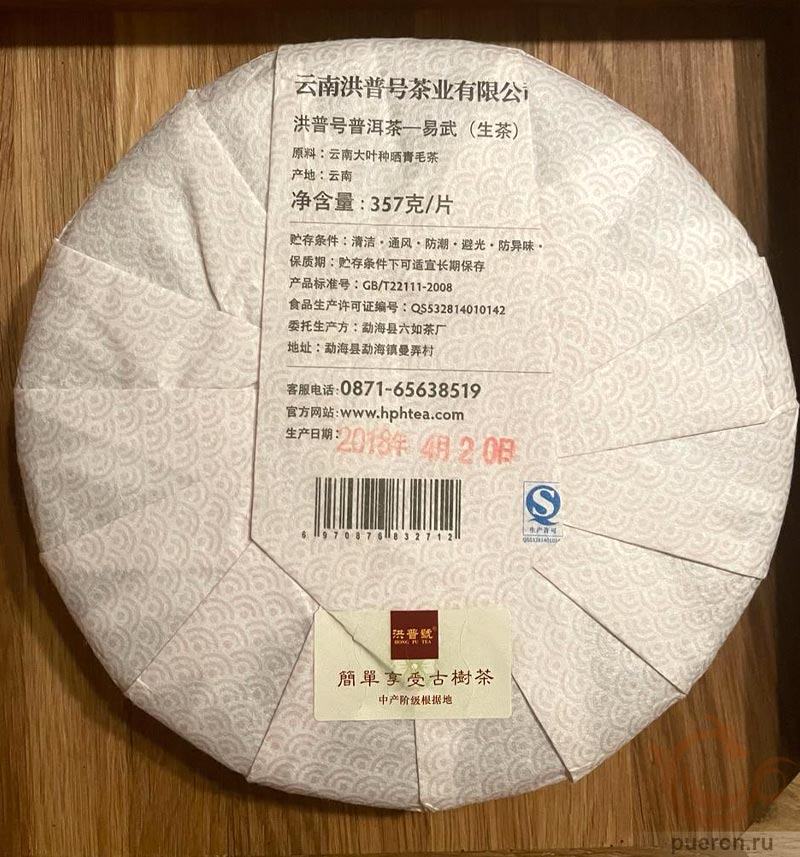 云南洪普号茶业有限公司
洪普号普洱茶—易武（生茶）
原料：云南大叶种晒青毛茶
产地：云南
净含量：357克/片
贮存条件：清洁·通风·防潮·避光·防异味·
保质期：贮存条件下可适宜长期保存
产品标准号：GB/T22111-2008
食品生产许可证编号：QS532814010142
委托生产方：勐海县六如茶厂
地址：勐海县勐海镇曼弄村
客服电话:0871-65638519
官方网站:www.hphtea.com
生产日期：2018年 4月20日
6 970876 832712
生产许可
洪普號®
HONG PU TEA
簡單享受古樹茶
中产阶级根据地
puercn.ru